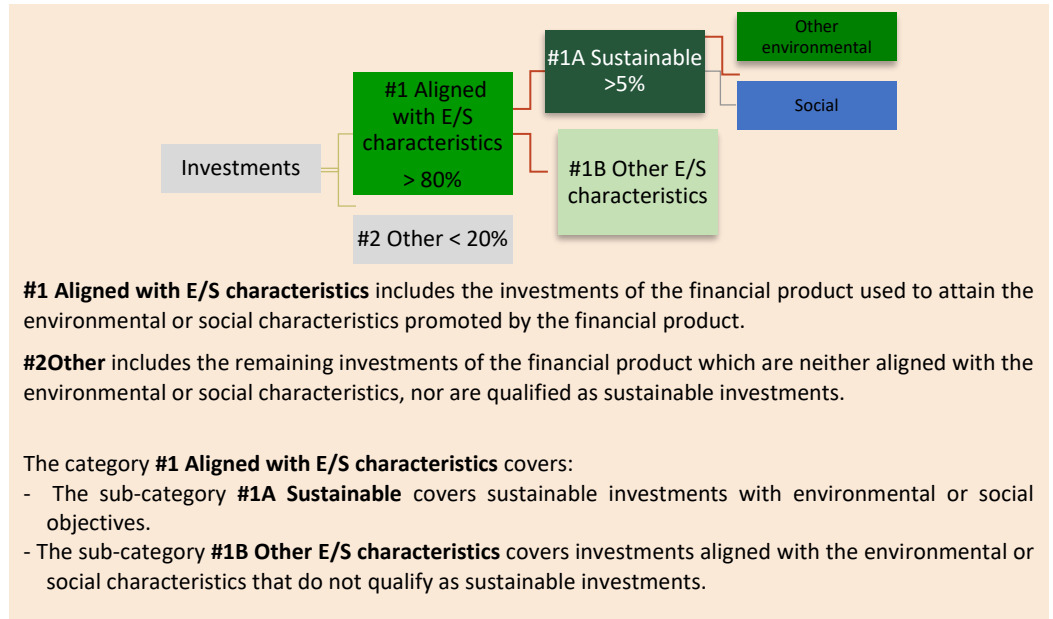 Other
environmental
#1A Sustainable
>5%
Social
#1 Aligned
with E/S
characteristics
> 80%
Investments
#1B Other E/S
characteristics
#2 Other < 20%
#1 Aligned with E/S characteristics includes the investments of the financial product used to attain the
environmental or social characteristics promoted by the financial product.
#2Other includes the remaining investments of the financial product which are neither aligned with the
environmental or social characteristics, nor are qualified as sustainable investments.
The category #1 Aligned with E/S characteristics covers:
- The sub-category #1A Sustainable covers sustainable investments with environmental or social
objectives.
- The sub-category #1B Other E/S characteristics covers investments aligned with the environmental or
social characteristics that do not qualify as sustainable investments.